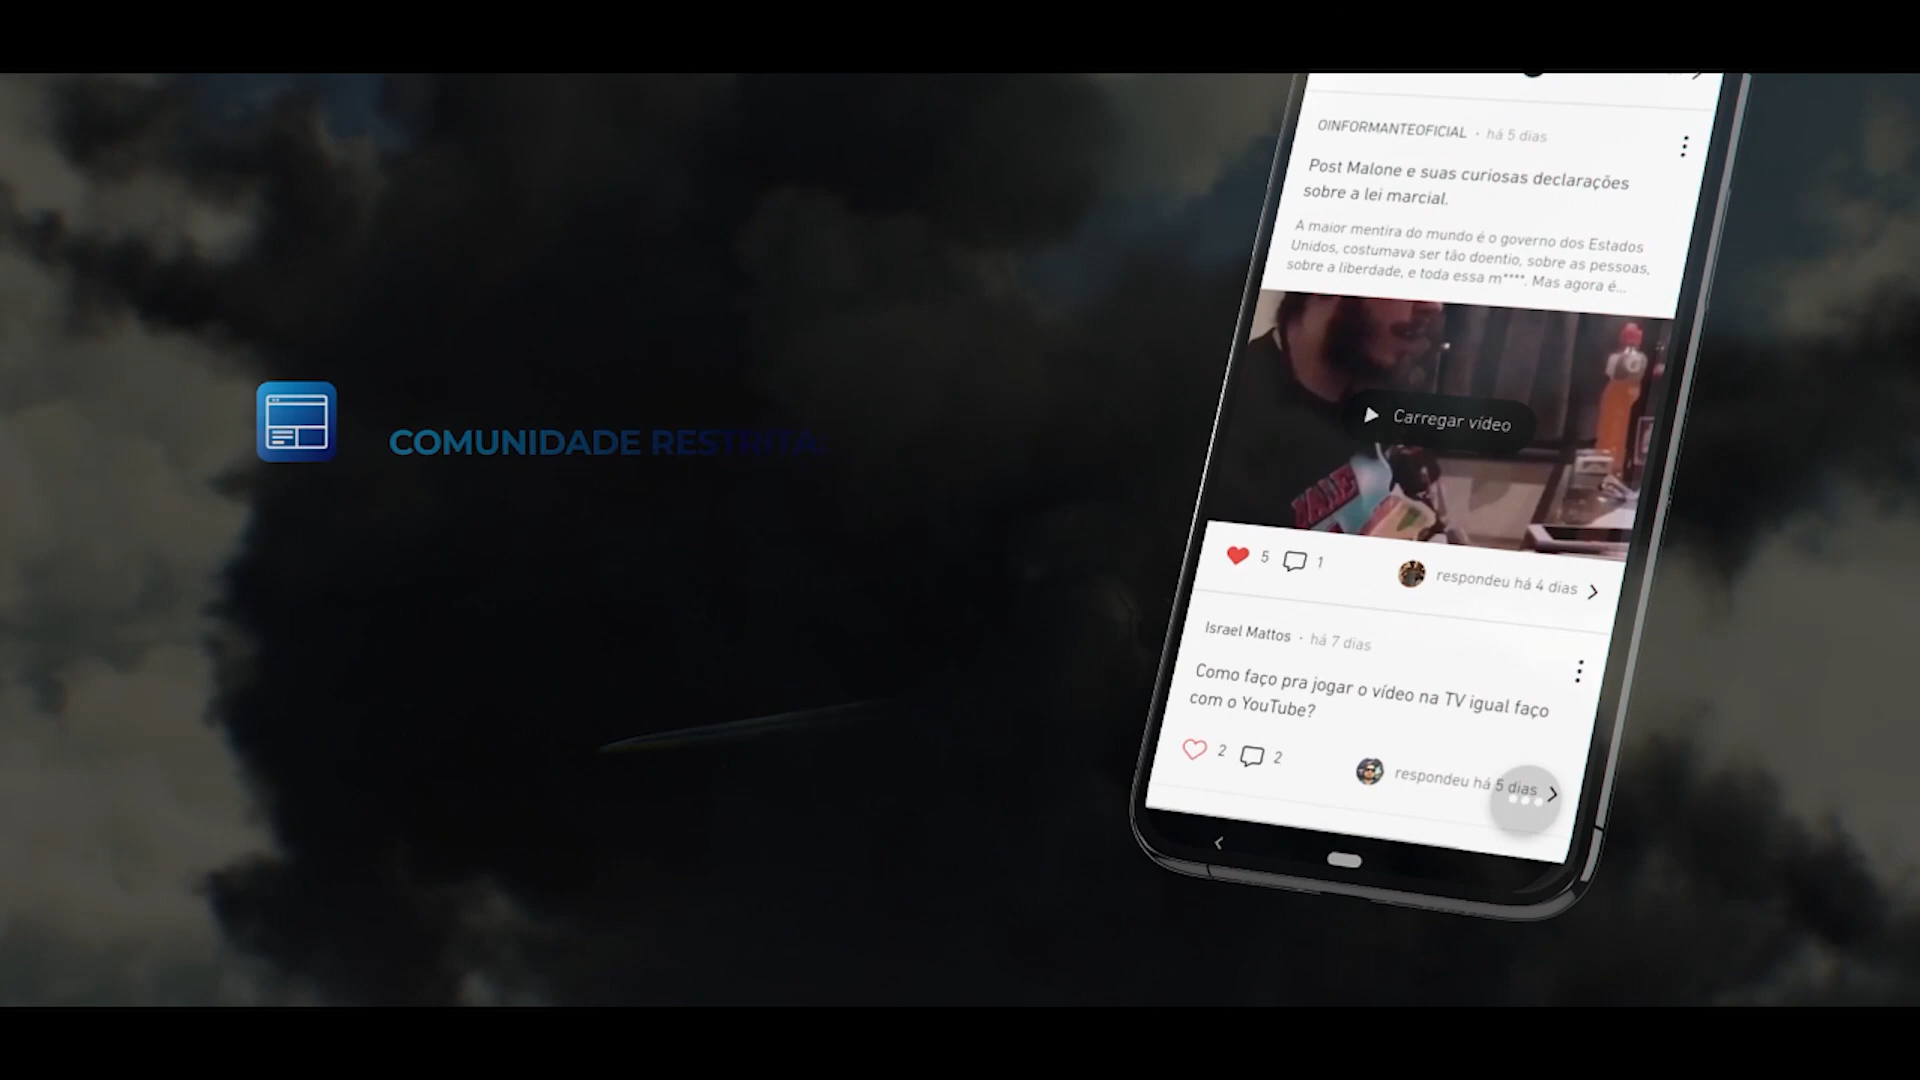 COMUNIDADE RESTRITA:
OINFORMANTEOFICIAL · há 5 dias
Post Malone e suas curiosas declarações
sobre a lei marcial.
A maior mentira do mundo é o governo dos Estados
Unidos, costumava ser tão doentio, sobre as pessoas,
sobre a liberdade, e toda essa m****. Mas agora é...
Carregar vídeo
5 1 respondeu há 4 dias
Israel Mattos · há 7 dias
Como faço pra jogar o vídeo na TV igual faço
com o YouTube?
2 2 respondeu há 5 dias